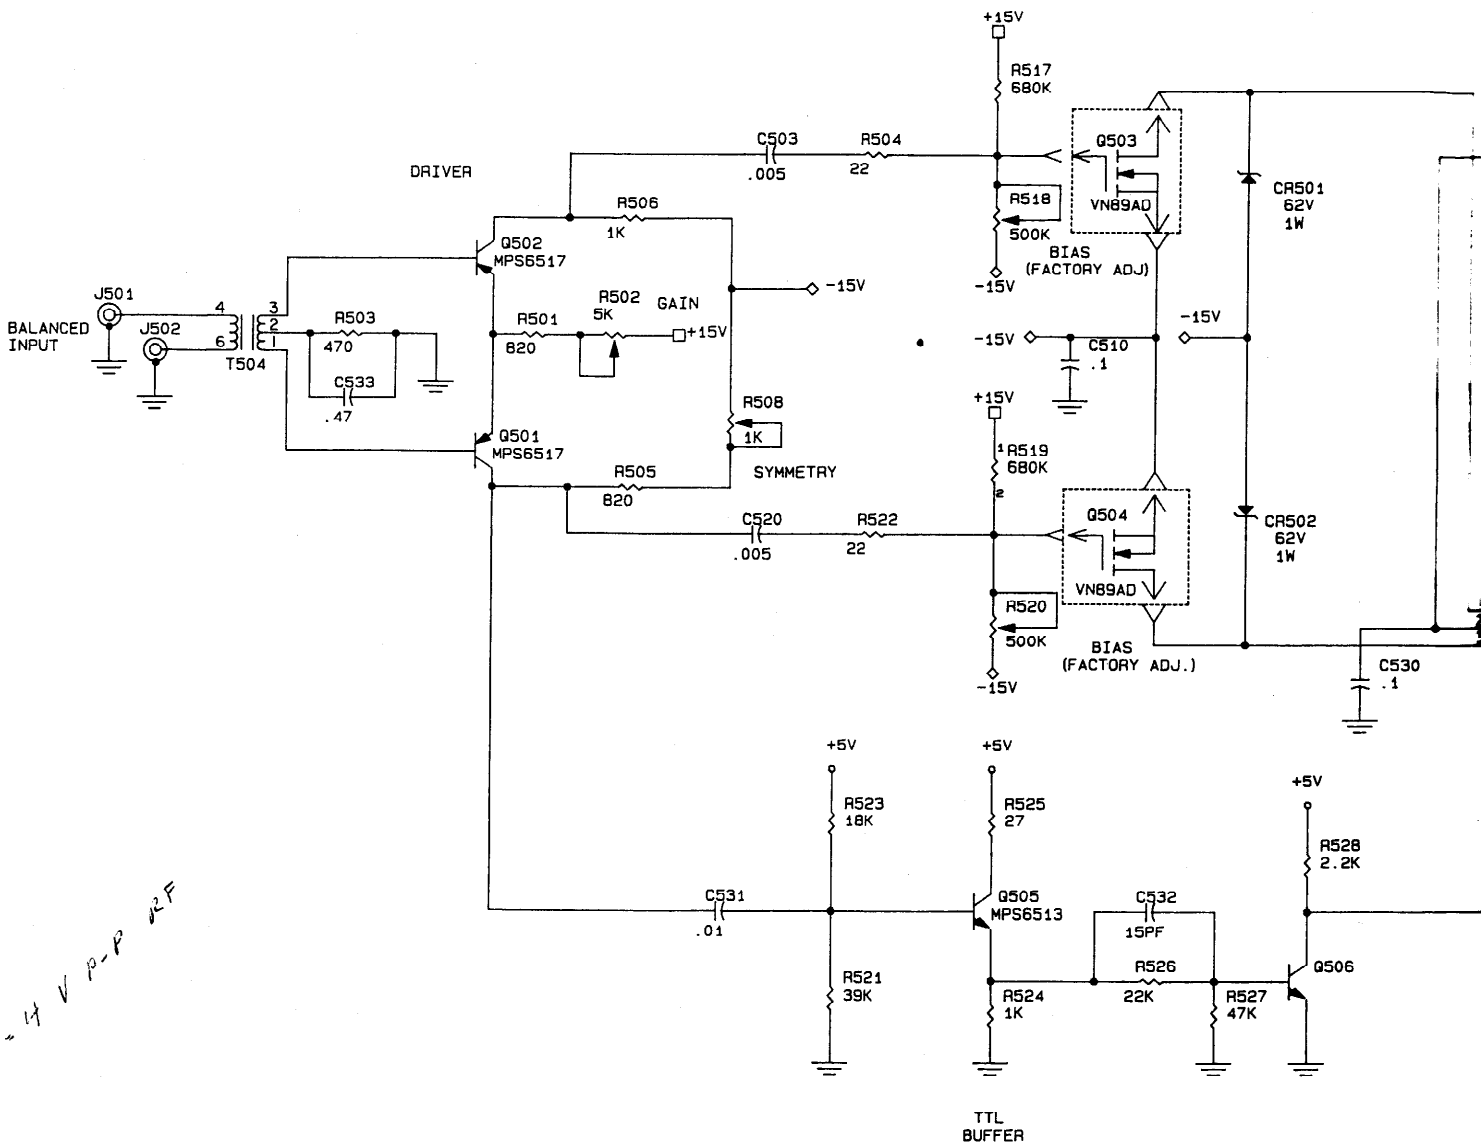 +15V
R517
680K
C503
.005
R504
22
Q503
VN89AD
DRIVER
R506
1K
R518
500K
-15V
BIAS
(FACTORY ADJ)
CR501
62V
1W
Q502
MPS6517
J501
BALANCED
INPUT
J502
4
6
3
2
1
T504
R503
470
C533
.47
R501
820
R502
5K
GAIN
+15V
-15V
-15V
C510
.1
-15V
+15V
R508
1K
SYMMETRY
Q501
MPS6517
R505
820
1
R519
680K
2
C520
.005
R522
22
Q504
VN89AD
CR502
62V
1W
R520
500K
-15V
BIAS
(FACTORY ADJ.)
C530
.1
+5V
R523
18K
+5V
R525
27
+5V
R528
2.2K
C531
.01
Q505
MPS6513
C532
15PF
R521
39K
R524
1K
R526
22K
R527
47K
Q506
V P-P RF
TTL
BUFFER